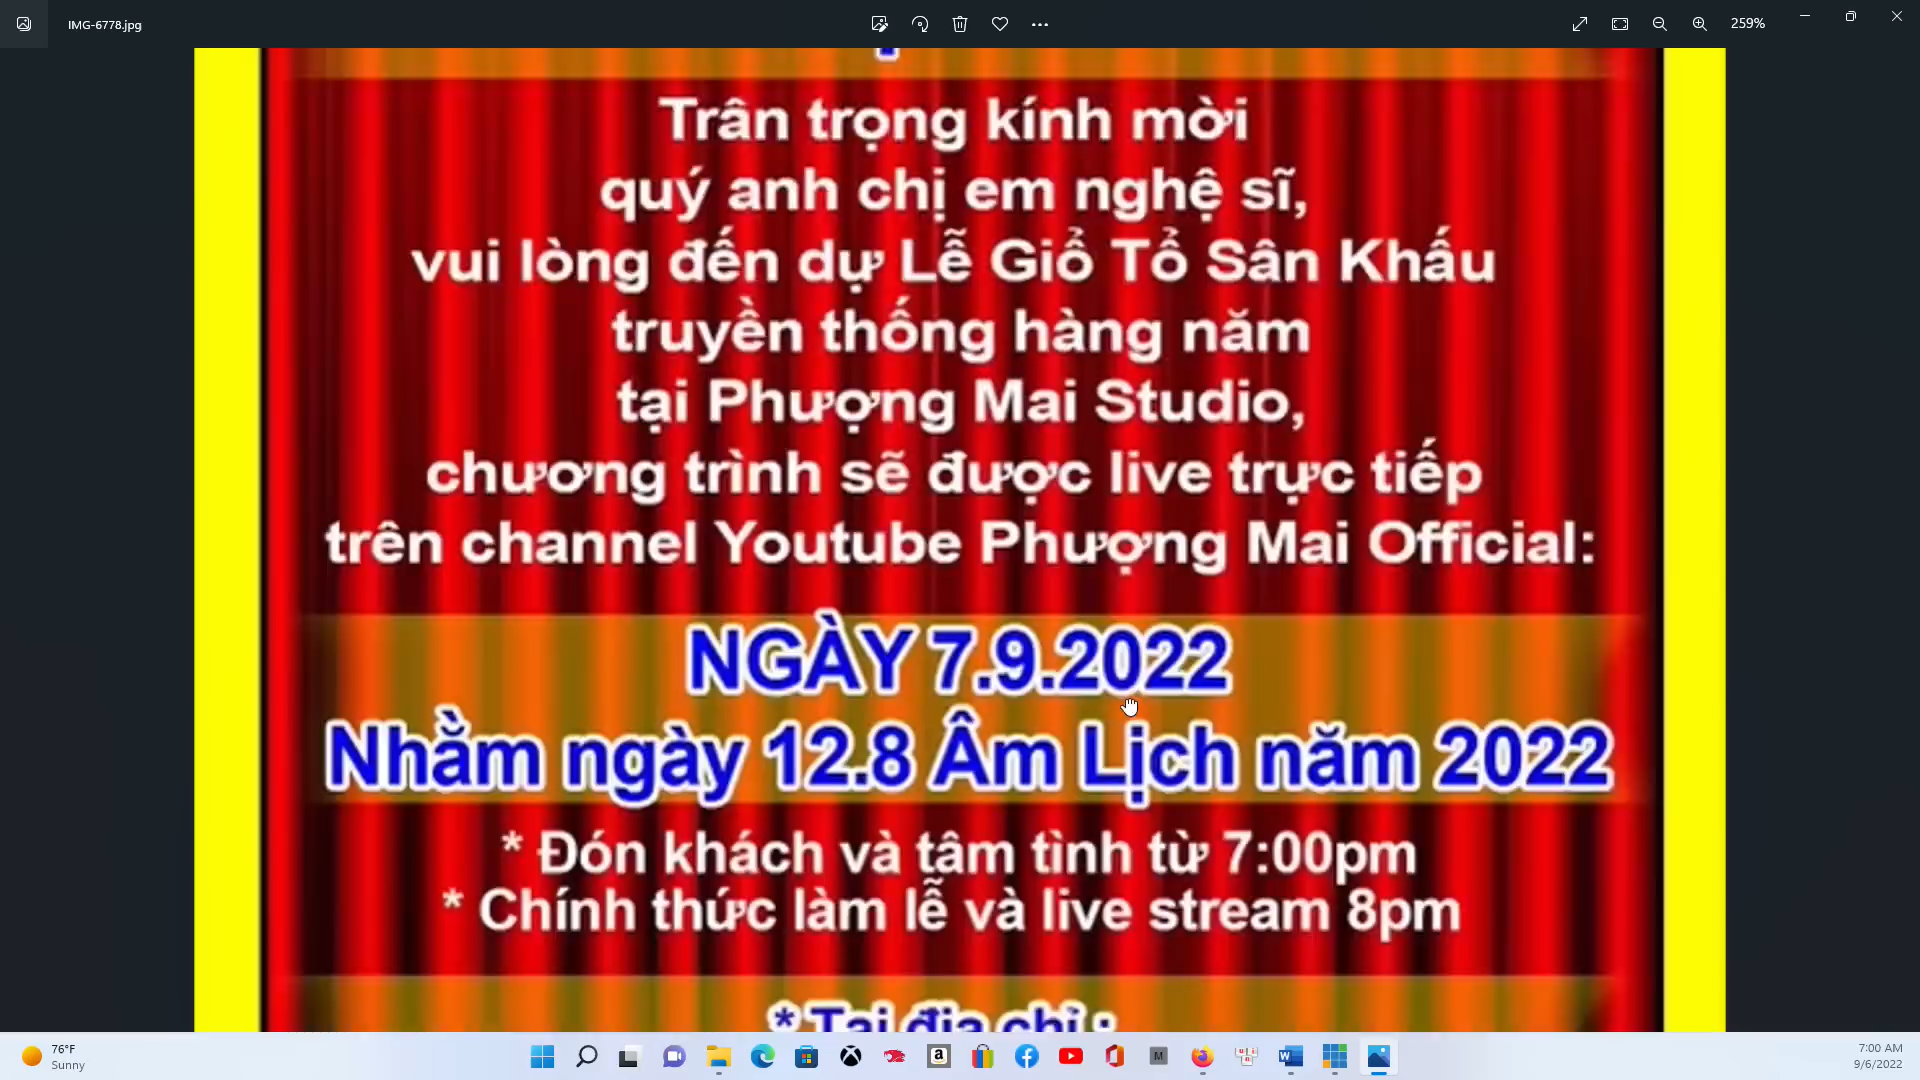 IMG-6778.jpg
259%
Trân trọng kính mời
quý anh chị em nghệ sĩ,
vui lòng đến dự Lễ Giổ Tổ Sân Khấu
truyền thống hàng năm
tại Phượng Mai Studio,
chương trình sẽ được live trực tiếp
trên channel Youtube Phượng Mai Official:
NGÀY 7.9.2022
Nhằm ngày 12.8 Âm Lịch năm 2022
* Đón khách và tâm tình từ 7:00pm
* Chính thức làm lễ và live stream 8pm
* Tại địa chỉ :
76°F
Sunny
7:00 AM
9/6/2022